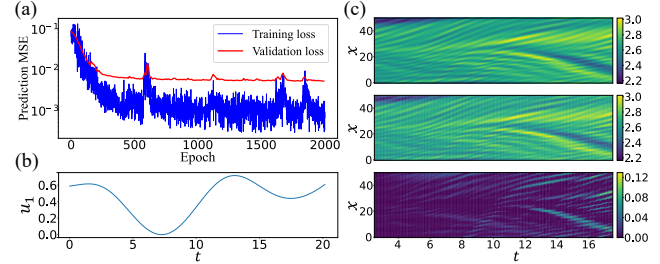 (a)
Prediction MSE
10⁻¹
10⁻²
10⁻³
Training loss
Validation loss
0 500 1000 1500 2000
Epoch
(b)
u₁
0.6
0.4
0.2
0.0
0 5 10 15 20
t
(c)
x
40
20
0
3.0
2.8
2.6
2.4
2.2
x
40
20
0
3.0
2.8
2.6
2.4
2.2
x
40
20
0
0.12
0.08
0.04
0.00
4 6 8 10 12 14 16
t